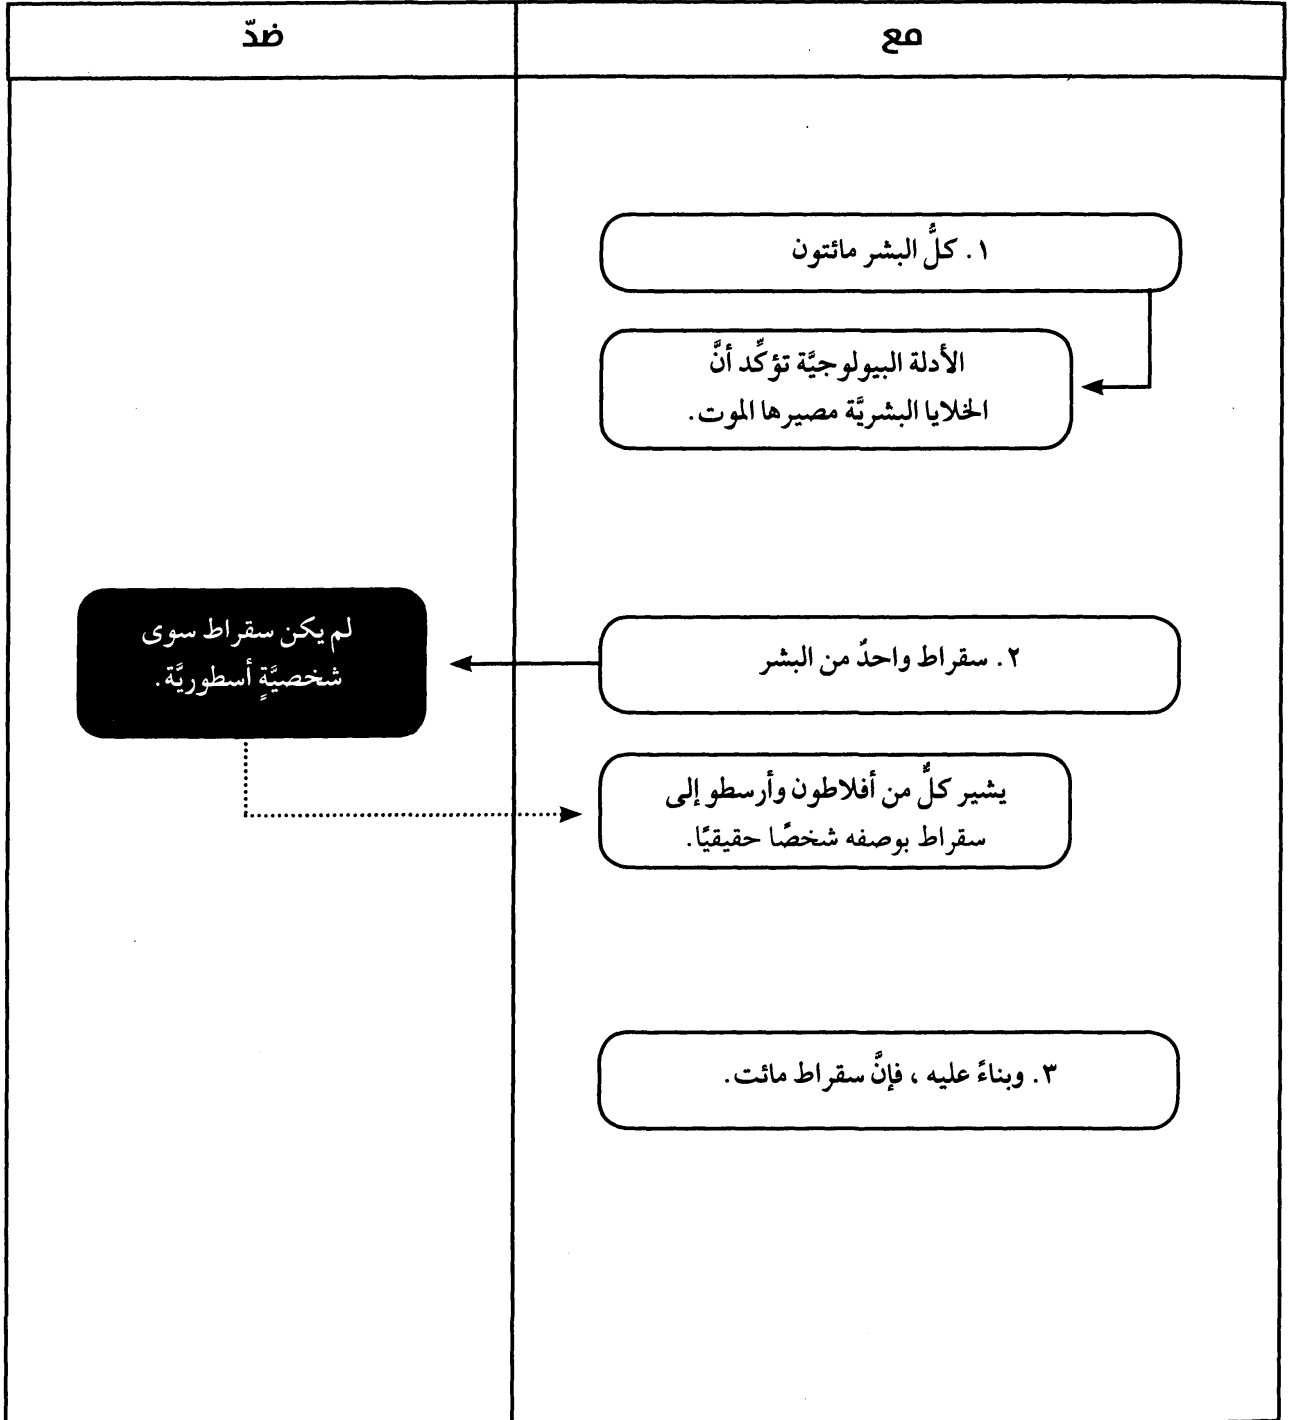 مع
ضدّ
١. كلُّ البشر مائتون
الأدلة البيولوجيَّة تؤكِّد أنَّ
الخلايا البشريَّة مصيرها الموت.
٢. سقراط واحدٌ من البشر
لم يكن سقراط سوى
شخصيَّةٍ أسطوريَّة.
يشير كلٌّ من أفلاطون وأرسطو إلى
سقراط بوصفه شخصًا حقيقيًا.
٣. وبناءً عليه ، فإنَّ سقراط مائت.